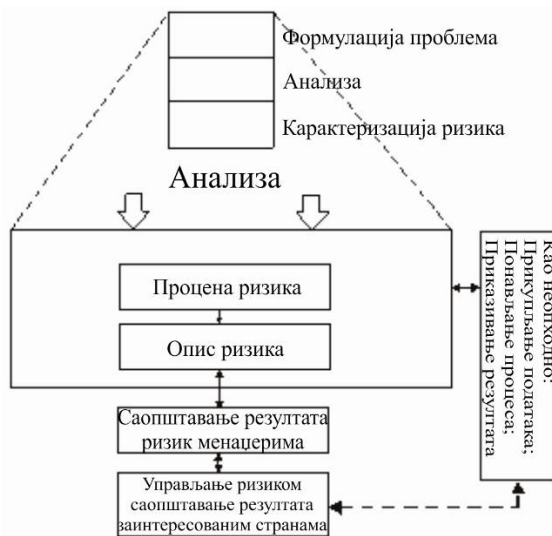 Формулација проблема
Анализа
Карактеризација ризика
Анализа
Процена ризика
Опис ризика
Саопштавање резултата
ризик менаџерима
Управљање ризиком
саопштавање резултата
заинтересованим странама
Као неопходно:
Прикупљање података;
Понављање процеса;
Приказивање резултата